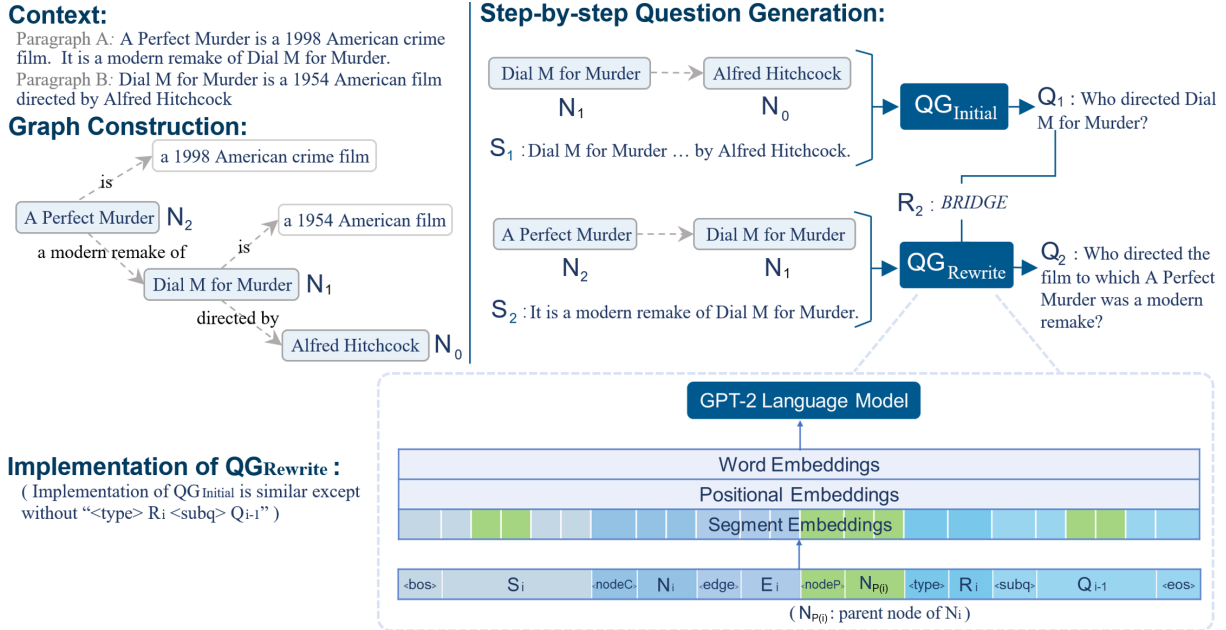 Context:
Paragraph A: A Perfect Murder is a 1998 American crime
film. It is a modern remake of Dial M for Murder.
Paragraph B: Dial M for Murder is a 1954 American film
directed by Alfred Hitchcock
Graph Construction:
a 1998 American crime film
is
A Perfect Murder N2
a 1954 American film
a modern remake of
is
Dial M for Murder N1
directed by
Alfred Hitchcock N0
Step-by-step Question Generation:
Dial M for Murder Alfred Hitchcock
N1 N0
S1 : Dial M for Murder … by Alfred Hitchcock.
QGInitial
Q1 : Who directed Dial
M for Murder?
R2 : BRIDGE
A Perfect Murder Dial M for Murder
N2 N1
S2 : It is a modern remake of Dial M for Murder.
QGRewrite
Q2 : Who directed the
film to which A Perfect
Murder was a modern
remake?
GPT-2 Language Model
Implementation of QGRewrite :
( Implementation of QGInitial is similar except
without “<type> Ri <subq> Qi-1” )
Word Embeddings
Positional Embeddings
Segment Embeddings
<bos> Si <nodeC> Ni <edge> Ei <nodeP> NP(i) <type> Ri <subq> Qi-1 <eos>
( NP(i): parent node of Ni )